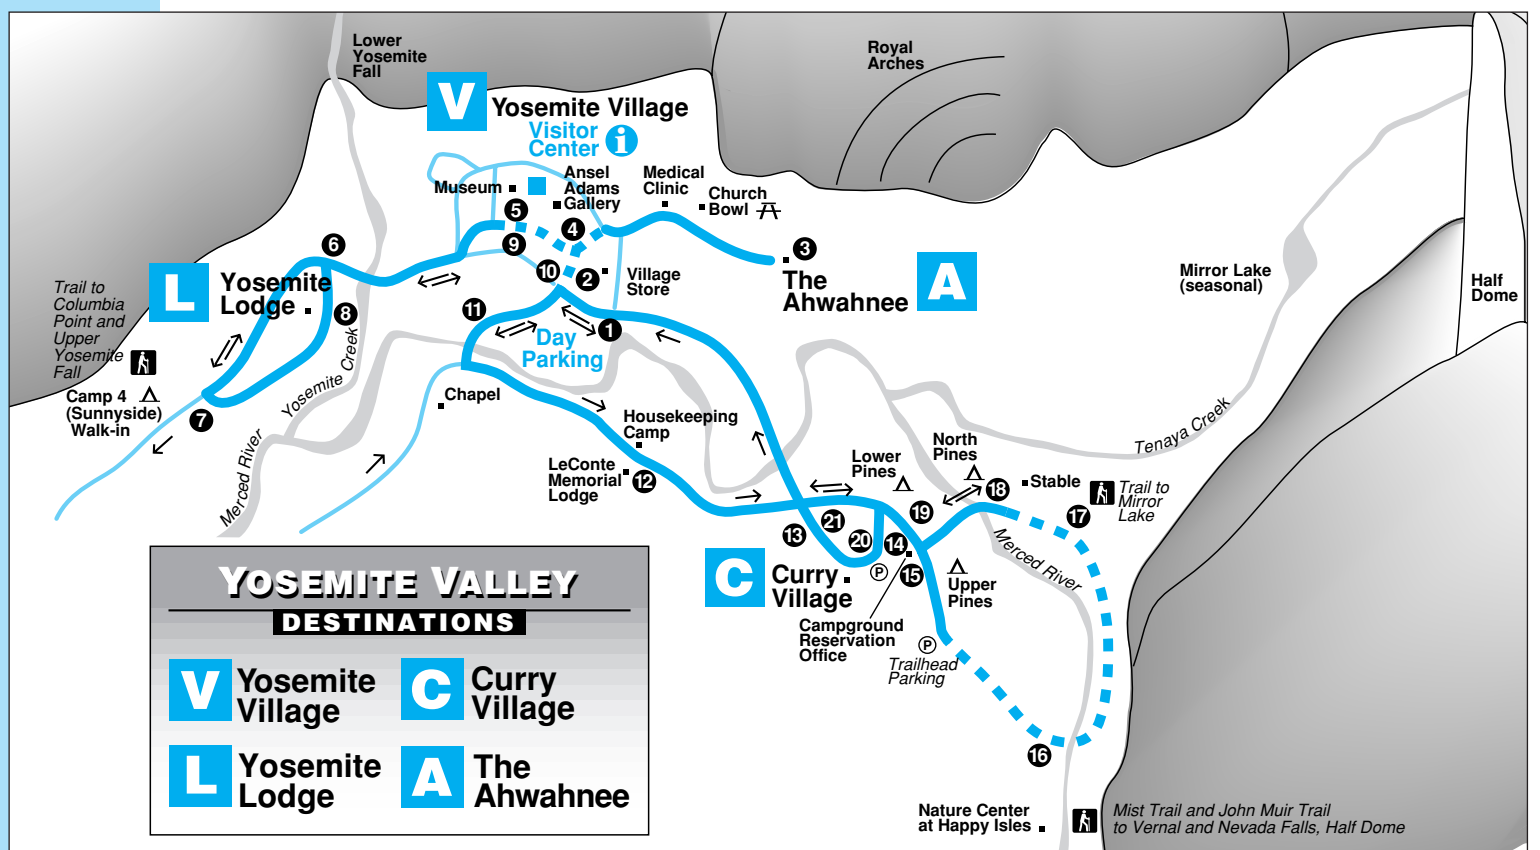 Lower
Yosemite
Fall
Royal
Arches
V
Yosemite Village
Visitor
Center
i
Ansel
Adams
Gallery
Medical
Clinic
Museum
Church
Bowl
5
4
9
3
The
Ahwahnee
A
6
L
Yosemite
Lodge
8
10
2
Village
Store
11
1
Day
Parking
Mirror Lake
(seasonal)
Half
Dome
Trail to
Columbia
Point and
Upper
Yosemite
Fall
Camp 4
(Sunnyside)
Walk-in
7
Yosemite Creek
Merced River
Chapel
Housekeeping
Camp
LeConte
Memorial
Lodge
12
Lower
Pines
North
Pines
Tenaya Creek
18
Stable
17
Trail to
Mirror
Lake
19
21
13
20
14
15
P
C
Curry
Village
Upper
Pines
Merced River
Campground
Reservation
Office
P
Trailhead
Parking
16
Nature Center
at Happy Isles
Mist Trail and John Muir Trail
to Vernal and Nevada Falls, Half Dome
YOSEMITE VALLEY
DESTINATIONS
V
Yosemite
Village
C
Curry
Village
L
Yosemite
Lodge
A
The
Ahwahnee